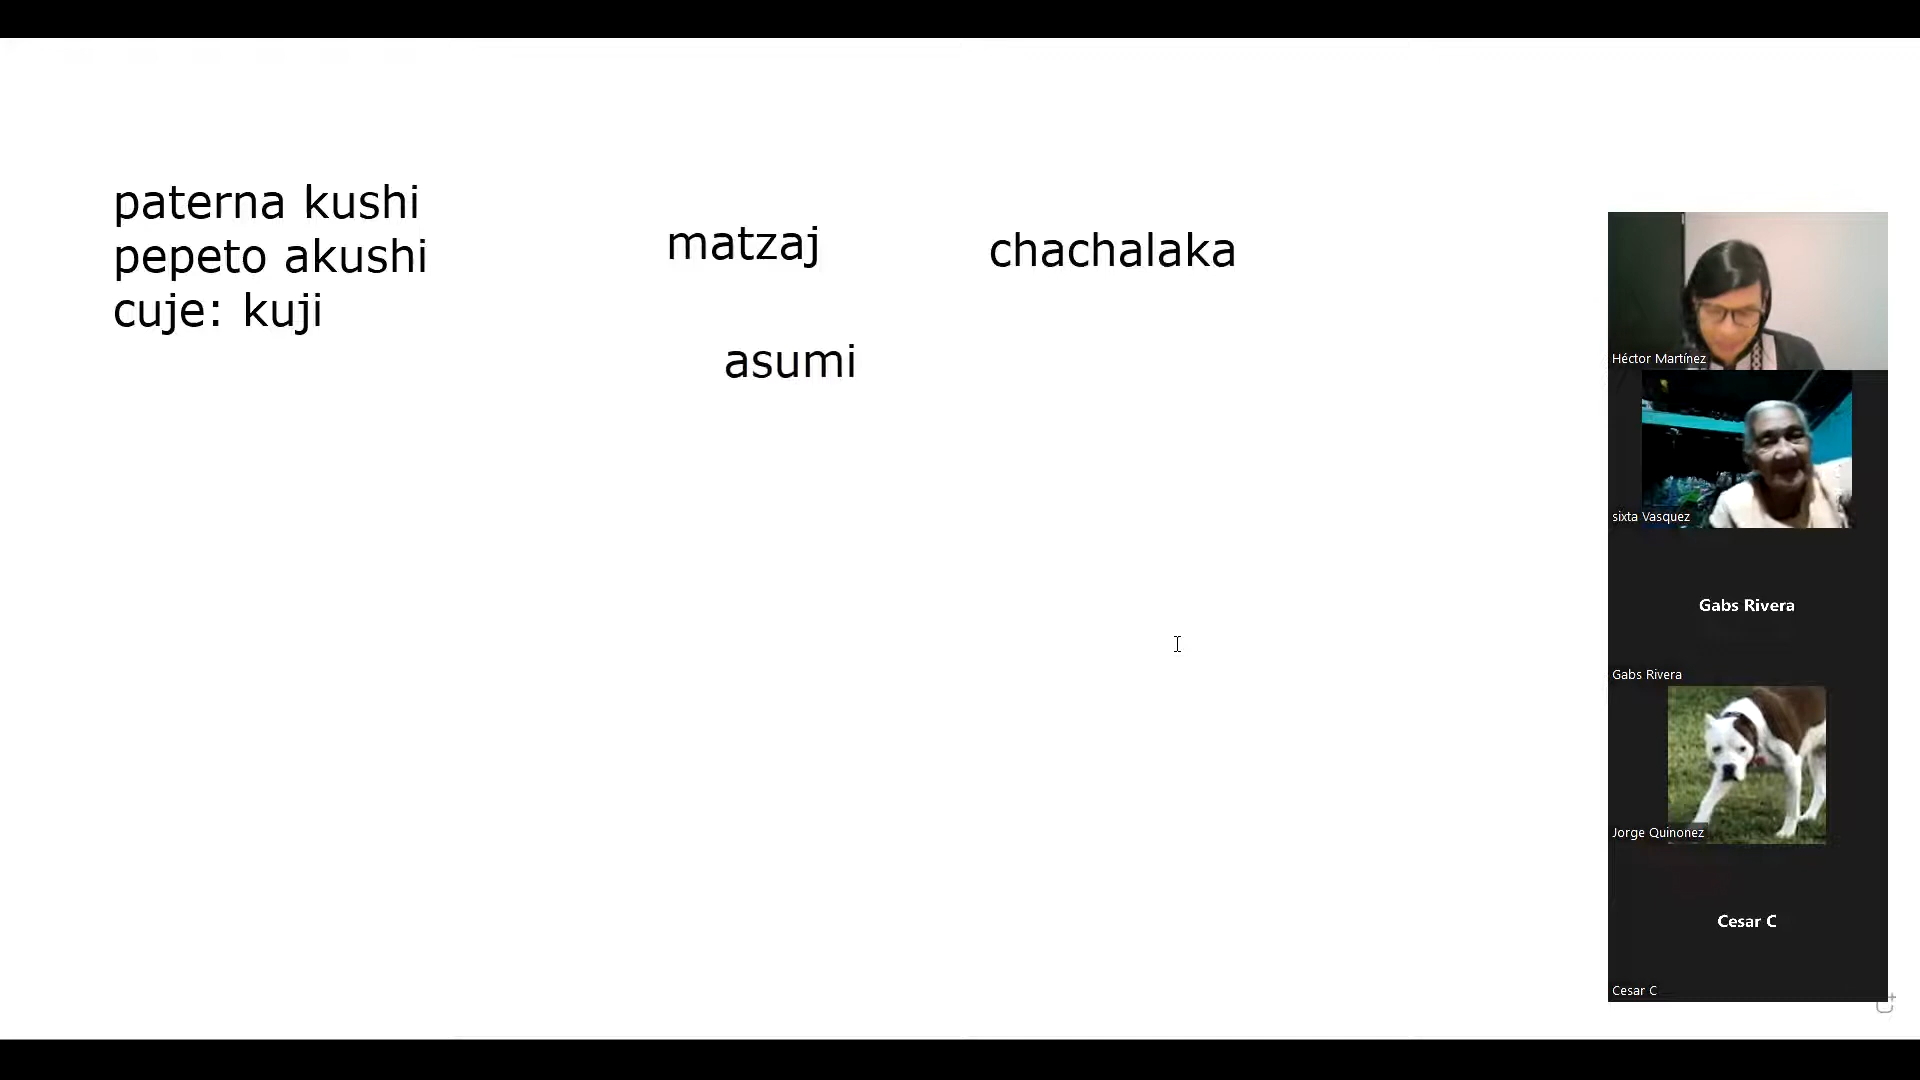 paterna kushi
pepeto akushi
cuje: kuji
matzaj
chachalaka
asumi
Héctor Martínez
sixta Vasquez
Gabs Rivera
Gabs Rivera
Jorge Quinonez
Cesar C
Cesar C